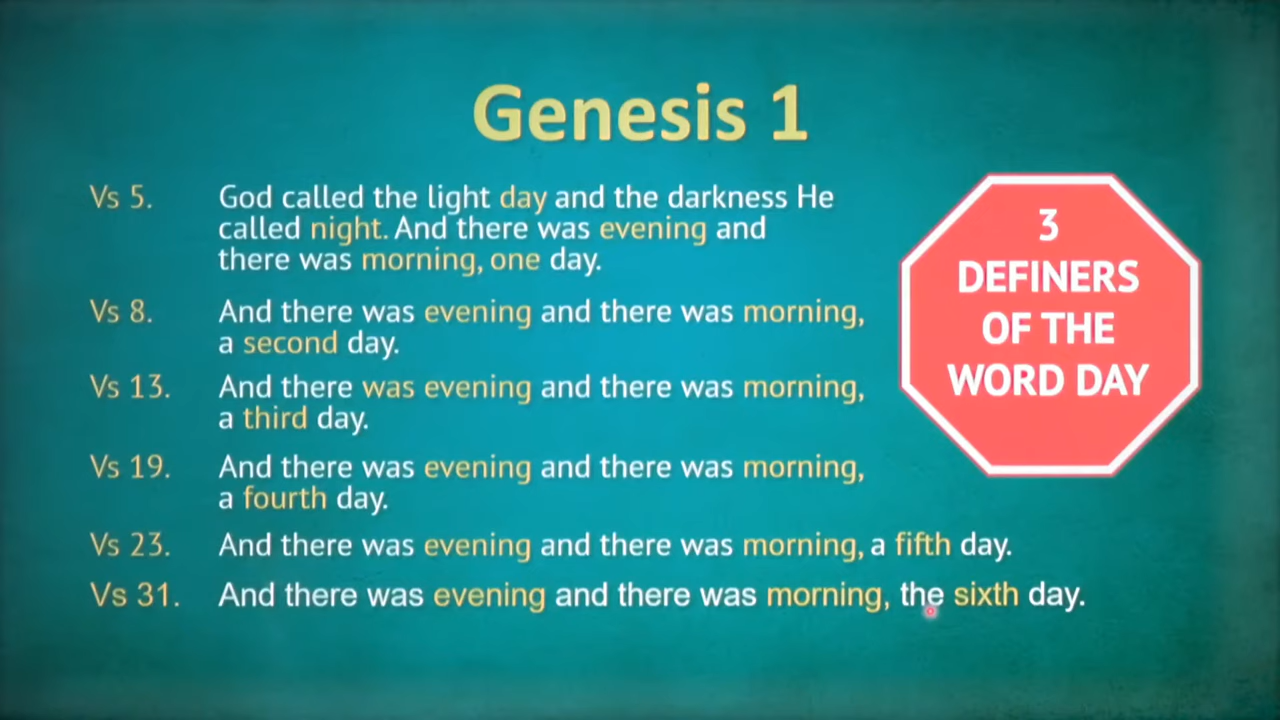 Genesis 1
Vs 5. God called the light day and the darkness He
called night. And there was evening and
there was morning, one day.
Vs 8. And there was evening and there was morning,
a second day.
Vs 13. And there was evening and there was morning,
a third day.
Vs 19. And there was evening and there was morning,
a fourth day.
Vs 23. And there was evening and there was morning, a fifth day.
Vs 31. And there was evening and there was morning, the sixth day.
3
DEFINERS
OF THE
WORD DAY